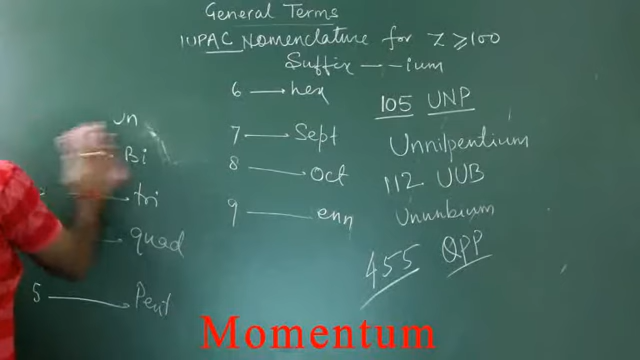 General Terms
IUPAC Nomenclature for Z ≥ 100
Suffix —— ium
un
Bi
tri
quad
5 —— Pent
6 —— hex
7 —— Sept
8 —— Oct
9 —— enn
105 UNP
Unnilpentium
112 UUB
Ununbium
455 QPP
Momentum